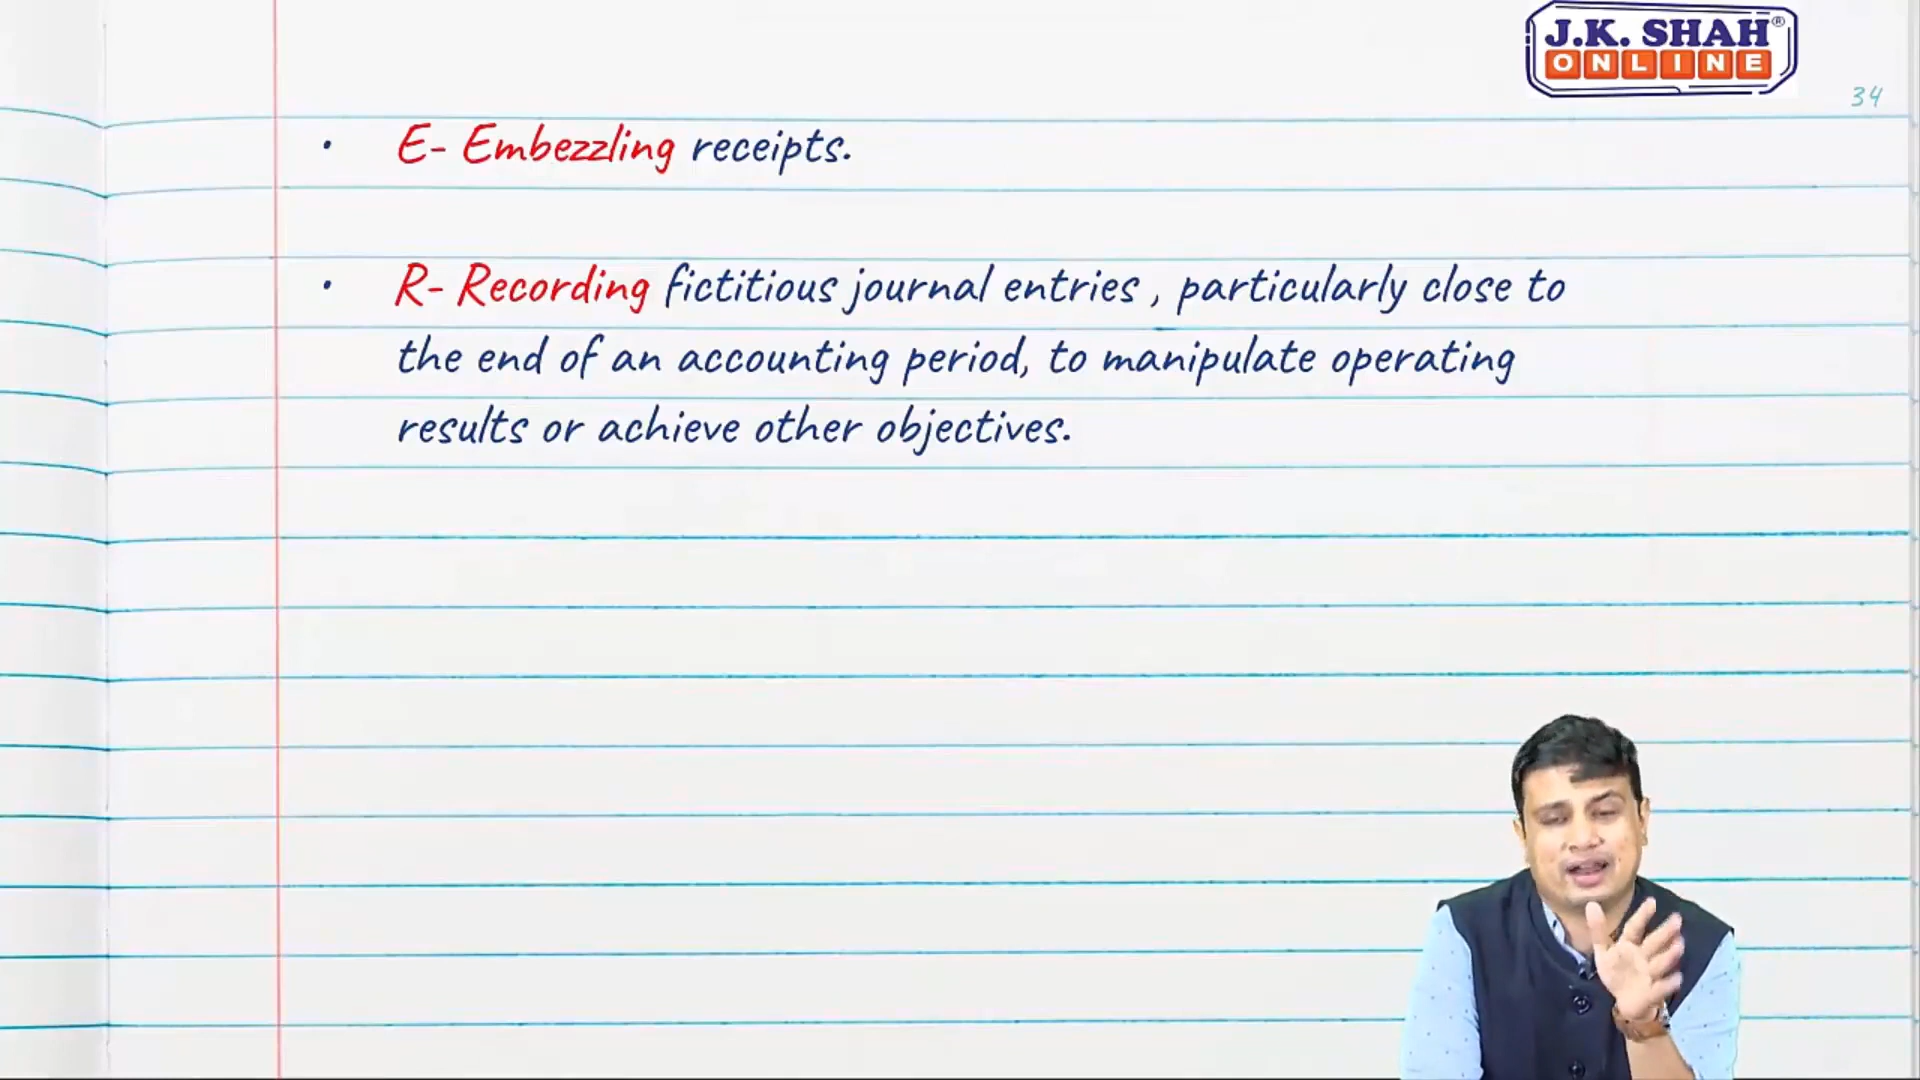 J.K. SHAH®
ONLINE
34
• E- Embezzling receipts.
• R- Recording fictitious journal entries , particularly close to
the end of an accounting period, to manipulate operating
results or achieve other objectives.